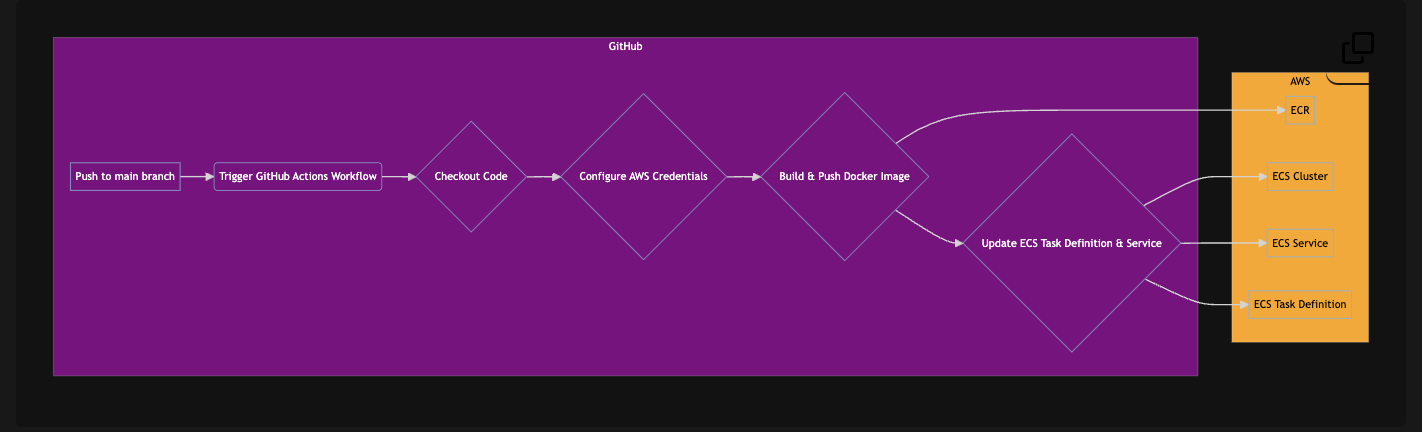 GitHub
AWS
Push to main branch
Trigger GitHub Actions Workflow
Checkout Code
Configure AWS Credentials
Build & Push Docker Image
Update ECS Task Definition & Service
ECR
ECS Cluster
ECS Service
ECS Task Definition